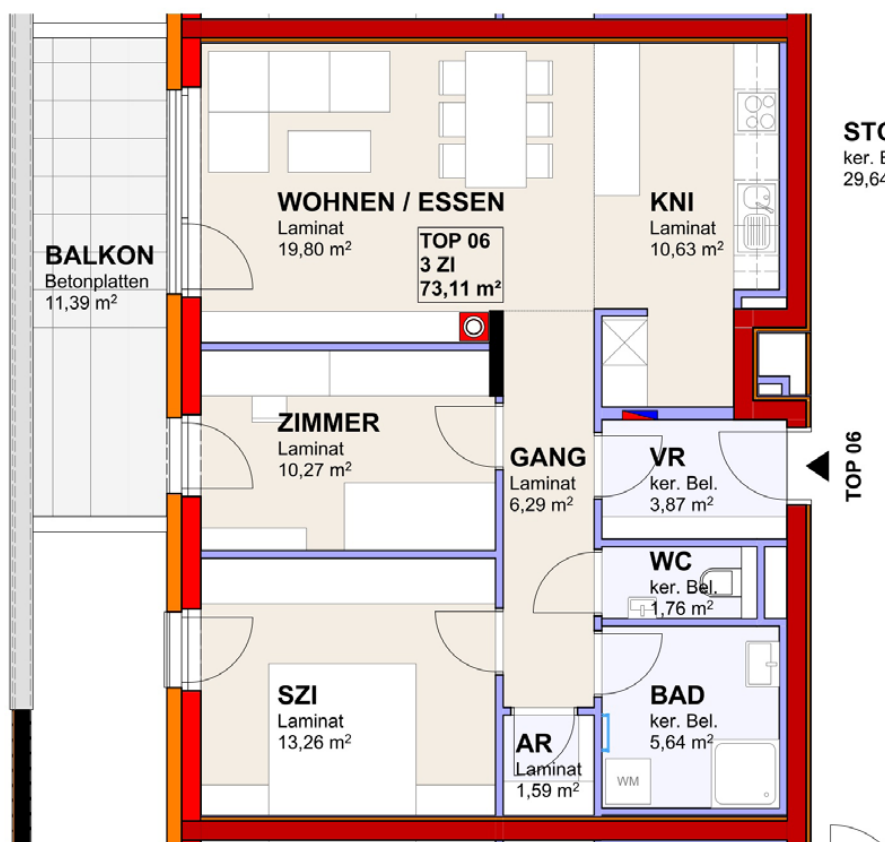 WOHNEN / ESSEN
Laminat
19,80 m²
TOP 06
3 ZI
73,11 m²
KNI
Laminat
10,63 m²
BALKON
Betonplatten
11,39 m²
ZIMMER
Laminat
10,27 m²
GANG
Laminat
6,29 m²
VR
ker. Bel.
3,87 m²
TOP 06
WC
ker. Bel.
1,76 m²
SZI
Laminat
13,26 m²
BAD
ker. Bel.
5,64 m²
AR
Laminat
1,59 m²
WM
ker.
29,64